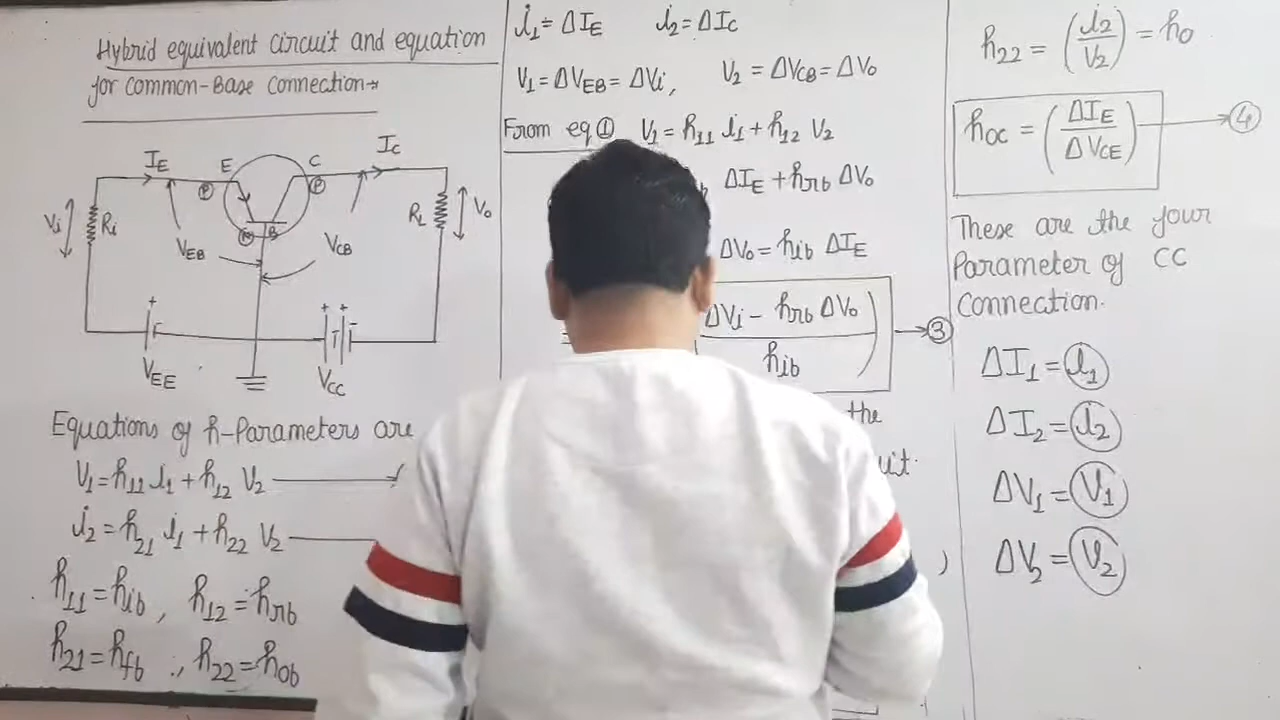 Hybrid equivalent circuit and equation
for Common-Base Connection→
IE E C IC
P P
Vi Ri RL Vo
N B
VEB VCB
+ - + + -
VEE VCC
Equations of h-Parameters are
V1=h11 i1+h12 V2
i2=h21 i1+h22 V2
h11=hib, h12=hrb
h21=hfb, h22=hob
i1=ΔIE i2=ΔIC
V1=ΔVEB=ΔVi, V2=ΔVCB=ΔVo
From eq ① V1=h11 i1+h12 V2
ΔIE+hrb ΔVo
ΔVo=hib ΔIE
ΔVi - hrb ΔVo
hib
→③
the
h22=(i2/V2)=ho
hoc=(ΔIE/ΔVCE)→④
These are the four
Parameter of CC
Connection.
ΔI1=i1
ΔI2=i2
ΔV1=V1
ΔV2=V2